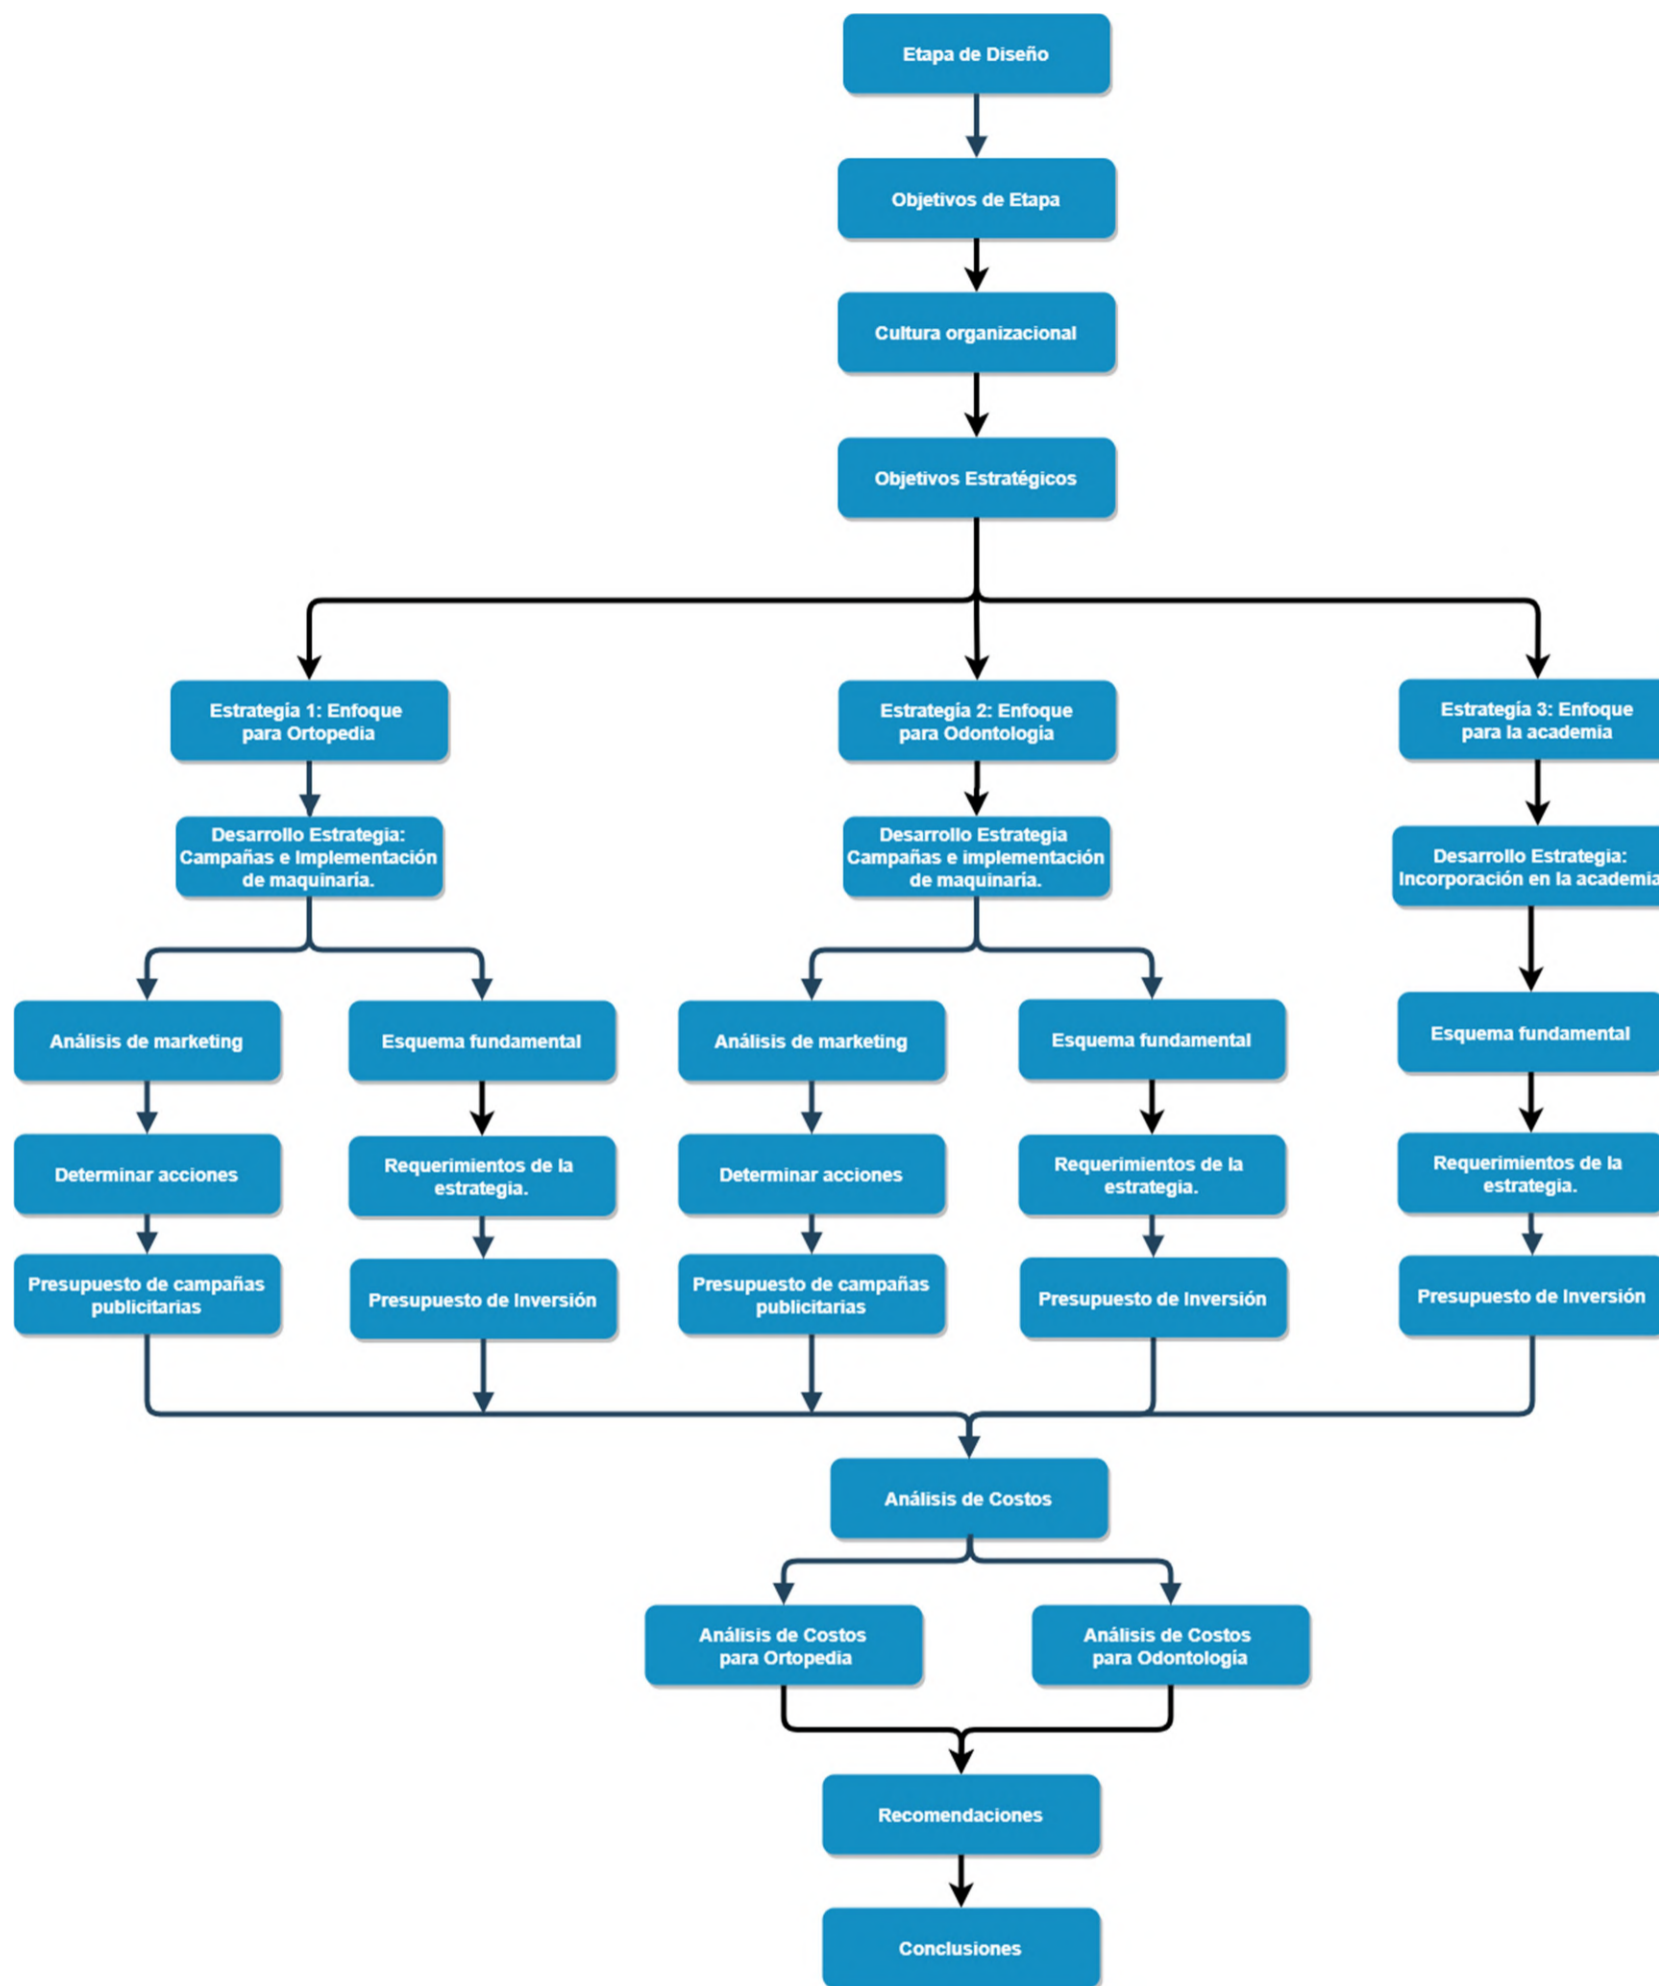 Etapa de Diseño
Objetivos de Etapa
Cultura organizacional
Objetivos Estratégicos
Estrategía 1: Enfoque
para Ortopedia
Estrategía 2: Enfoque
para Odontología
Estrategía 3: Enfoque
para la academia
Desarrollo Estrategia:
Campañas e Implementación
de maquinaría.
Desarrollo Estrategia
Campañas e implementación
de maquinaría.
Desarrollo Estrategia:
Incorporación en la academia
Análisis de marketing
Esquema fundamental
Análisis de marketing
Esquema fundamental
Esquema fundamental
Determinar acciones
Requerimientos de la
estrategia.
Determinar acciones
Requerimientos de la
estrategia.
Requerimientos de la
estrategia.
Presupuesto de campañas
publicitarias
Presupuesto de Inversión
Presupuesto de campañas
publicitarias
Presupuesto de Inversión
Presupuesto de Inversión
Análisis de Costos
Análisis de Costos
para Ortopedia
Análisis de Costos
para Odontología
Recomendaciones
Conclusiones